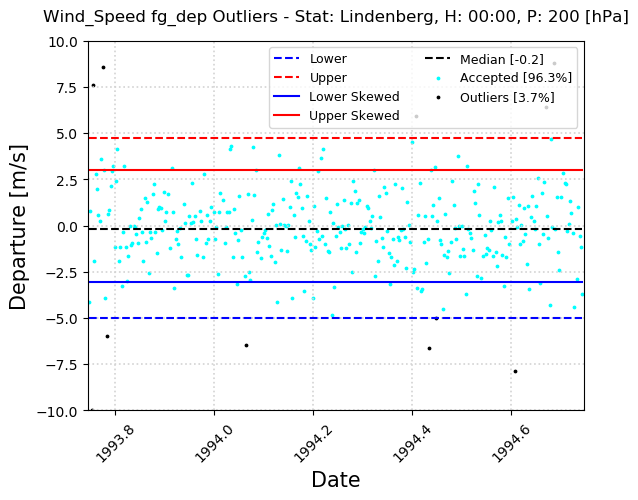 Wind_Speed fg_dep Outliers - Stat: Lindenberg, H: 00:00, P: 200 [hPa]
10.0
7.5
5.0
2.5
0.0
−2.5
−5.0
−7.5
−10.0
Departure [m/s]
Lower
Upper
Lower Skewed
Upper Skewed
Median [-0.2]
Accepted [96.3%]
Outliers [3.7%]
1993.8
1994.0
1994.2
1994.4
1994.6
Date